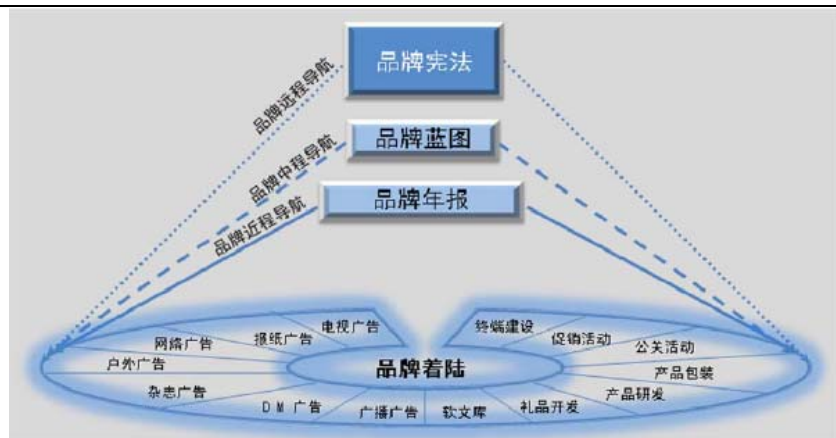 品牌宪法
品牌远程导航
品牌蓝图
品牌中程导航
品牌年报
品牌近程导航
电视广告
终端建设
报纸广告
促销活动
网络广告
公关活动
户外广告
品牌着陆
产品包装
杂志广告
产品研发
DM广告
广播广告
软文库
礼品开发